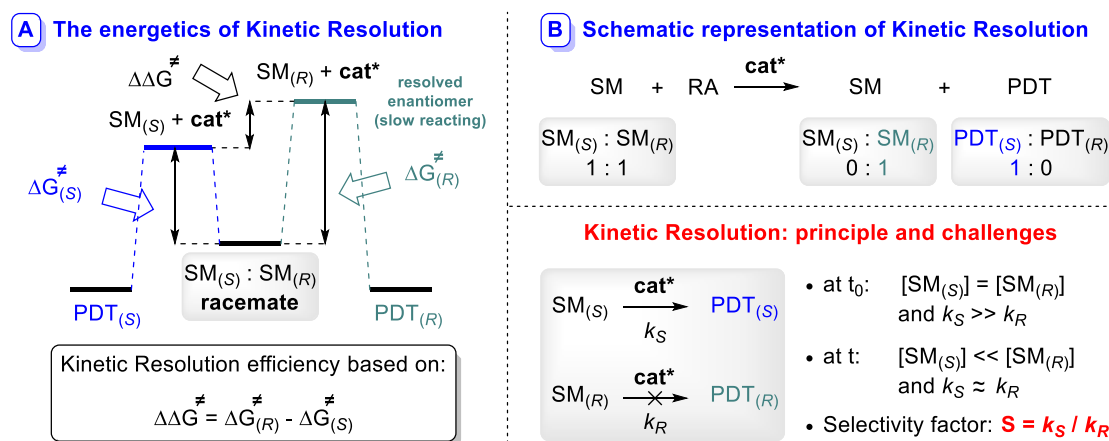 A The energetics of Kinetic Resolution
ΔΔG≠
SM(R) + cat*
resolved
enantiomer
(slow reacting)
SM(S) + cat*
ΔG≠(S)
ΔG≠(R)
SM(S) : SM(R)
racemate
PDT(S)
PDT(R)
Kinetic Resolution efficiency based on:
ΔΔG≠ = ΔG≠(R) - ΔG≠(S)
B Schematic representation of Kinetic Resolution
cat*
SM + RA SM + PDT
SM(S) : SM(R) SM(S) : SM(R) PDT(S) : PDT(R)
1 : 1 0 : 1 1 : 0
Kinetic Resolution: principle and challenges
cat*
SM(S) PDT(S)
kS
cat*
SM(R) PDT(R)
kR
• at t0: [SM(S)] = [SM(R)]
and kS >> kR
• at t: [SM(S)] << [SM(R)]
and kS ≈ kR
• Selectivity factor: S = kS / kR